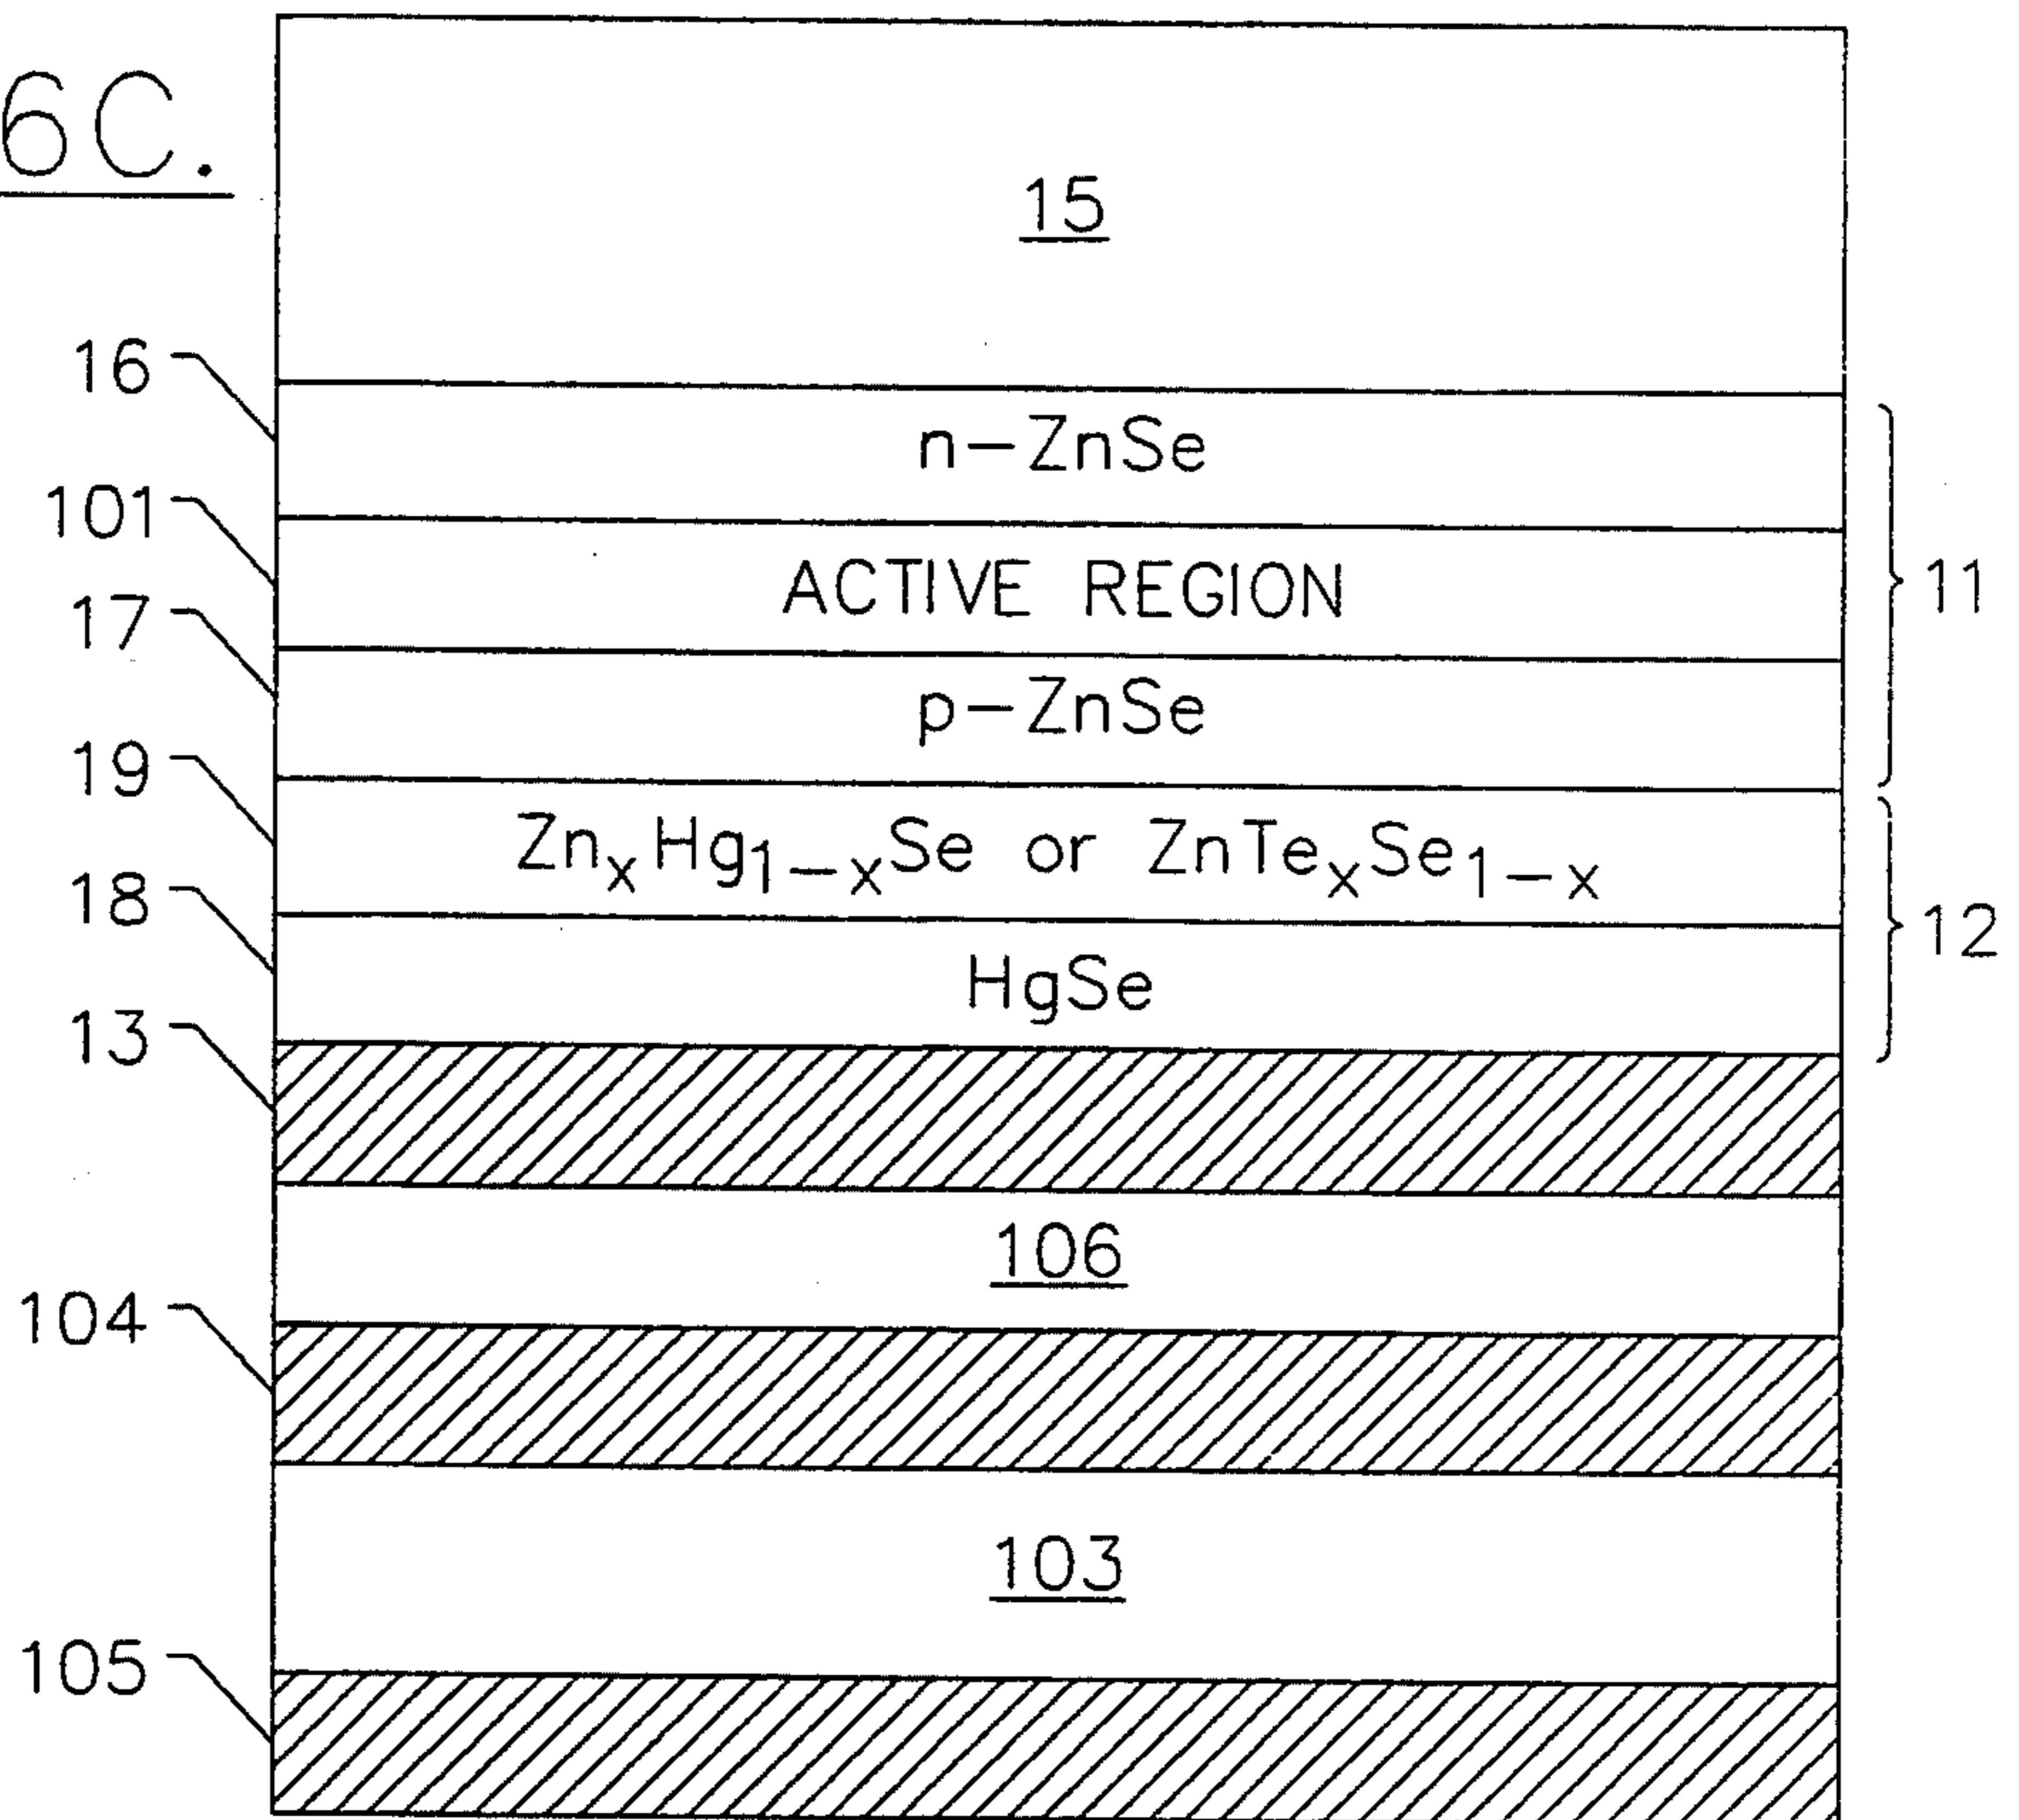 6C.
15
16
n-ZnSe
101
ACTIVE REGION
11
17
p-ZnSe
19
ZnₓHg₁₋ₓSe or ZnTeₓSe₁₋ₓ
18
12
HgSe
13
106
104
103
105